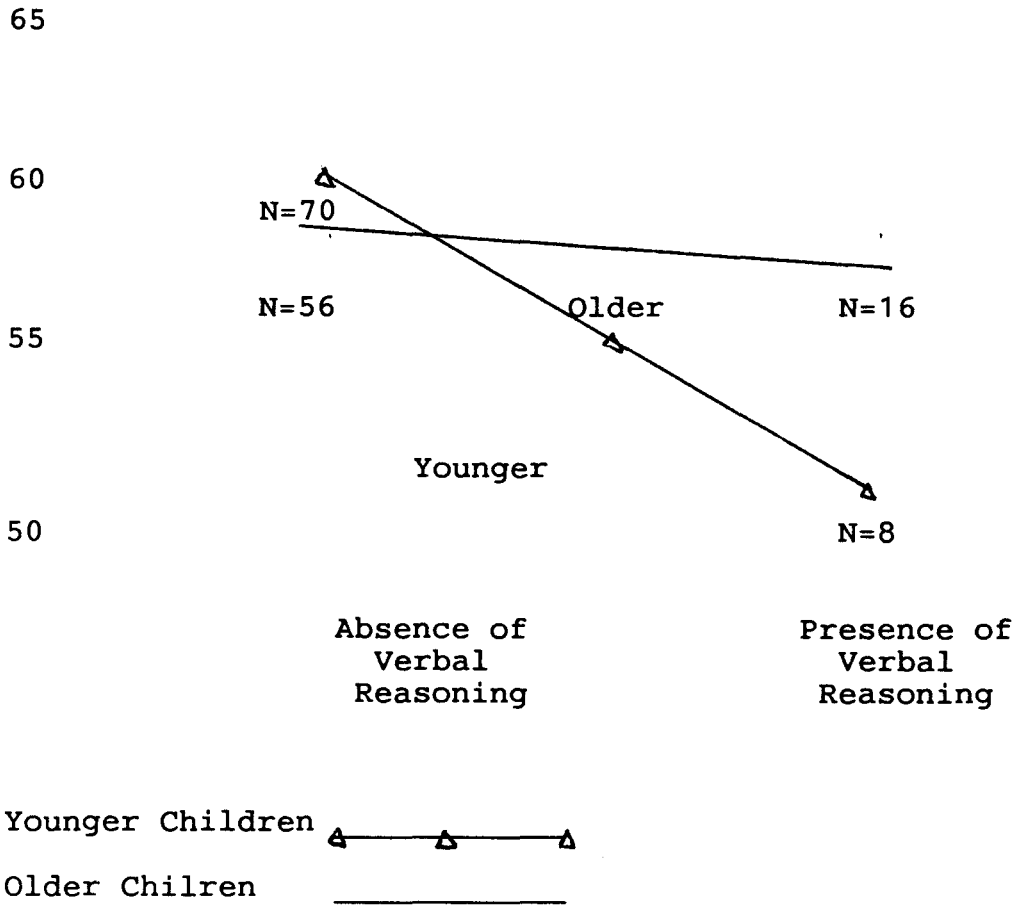 65
60
N=70
N=56
Older
N=16
55
Younger
50
N=8
Absence of
Verbal
Reasoning
Presence of
Verbal
Reasoning
Younger Children
Older Chilren